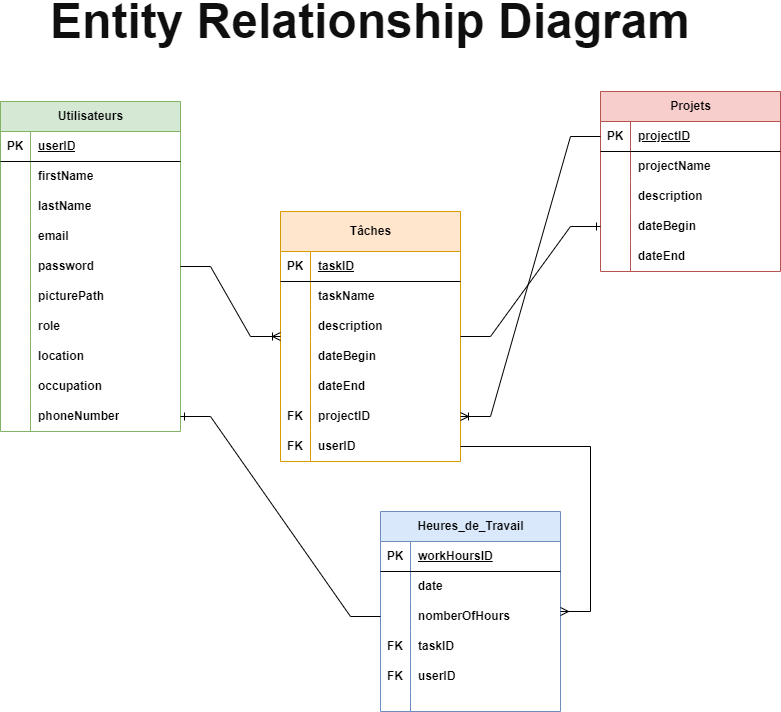 Entity Relationship Diagram
Utilisateurs
PK userID
firstName
lastName
email
password
picturePath
role
location
occupation
phoneNumber
Tâches
PK taskID
taskName
description
dateBegin
dateEnd
FK projectID
FK userID
Projets
PK projectID
projectName
description
dateBegin
dateEnd
Heures_de_Travail
PK workHoursID
date
nomberOfHours
FK taskID
FK userID